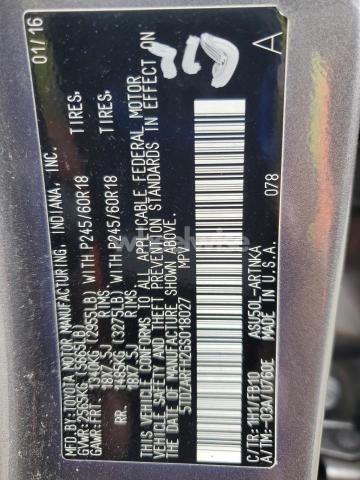 TOYOTA MOTOR MANUFACTURING, INDIANA, INC. 01/16
GVWR: 2565KG (5655LB)
GAWR: FRT. 1340KG (2955LB) WITH P245/60R18 TIRES,
18X7.5J RIMS,
RR. 1485KG (3275LB) WITH P245/60R18 TIRES,
18X7.5J RIMS,
THIS VEHICLE CONFORMS TO ALL APPLICABLE FEDERAL MOTOR
VEHICLE SAFETY AND THEFT PREVENTION STANDARDS IN EFFECT ON
THE DATE OF MANUFACTURE SHOWN ABOVE.
5TDZARFH2GS018027 MPV
078
C/TR: 1H1/FB10 ASU50L-ARTNKA
A/TM: -03A/U760E MADE IN U.S.A.
A